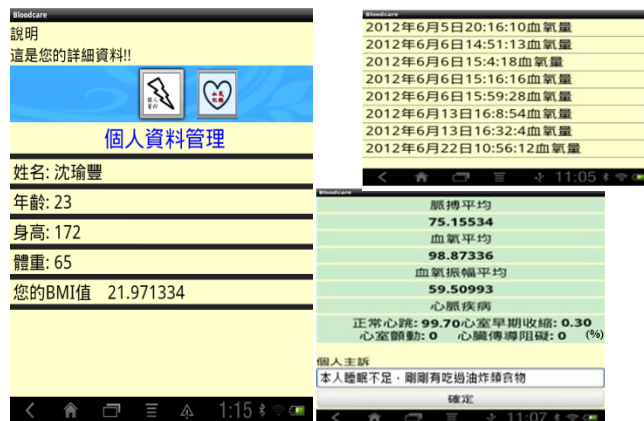 Bloodcare
說明
這是您的詳細資料!!
個人資料管理
姓名: 沈瑜豐
年齡: 23
身高: 172
體重: 65
您的BMI值 21.971334
1:15
Bloodcare
2012年6月5日20:16:10血氧量
2012年6月6日14:51:13血氧量
2012年6月6日15:4:18血氧量
2012年6月6日15:16:16血氧量
2012年6月6日15:59:28血氧量
2012年6月13日16:8:54血氧量
2012年6月13日16:32:4血氧量
2012年6月22日10:56:12血氧量
11:05
Bloodcare
脈搏平均
75.15534
血氧平均
98.87336
血氧振幅平均
59.50993
心脈疾病
正常心跳: 99.70心室早期收縮: 0.30
心室顫動: 0 心臟傳導阻礙: 0 (%)
個人主訴
本人睡眠不足，剛剛有吃過油炸類食物
確定
11:07